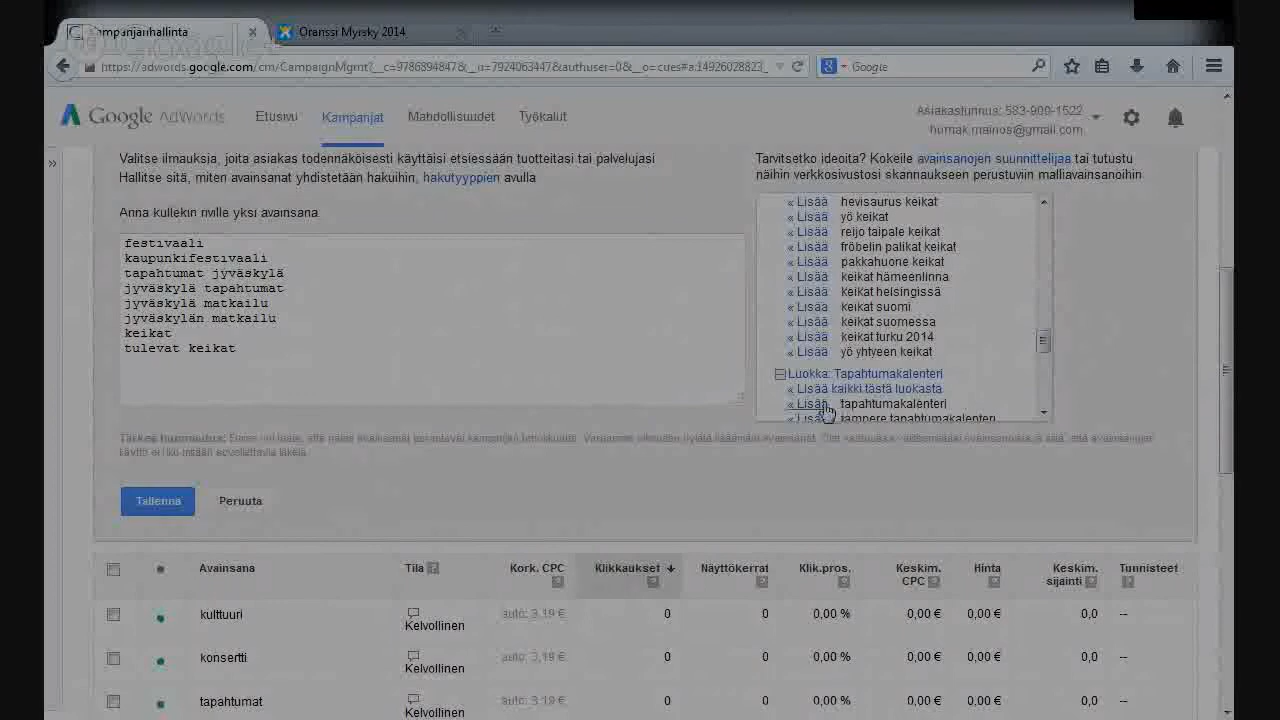 Kampanjanhallinta
Oranssi Myrsky 2014
Google
https://adwords.google.com/cm/CampaignMgmt?__c=9786894847&__u=7924063447&authuser=0&__o=cues#a.14926028823_
Google
Google AdWords
Etusivu
Kampanjat
Mahdollisuudet
Työkalut
Asiakastunnus: 583-900-1522
humak.mainos@gmail.com
Valitse ilmauksia, joita asiakas todennäköisesti käyttäisi etsiessään tuotteitasi tai palvelujasi
Hallitse sitä, miten avainsanat yhdistetään hakuihin, hakutyyppien avulla
Anna kullekin riville yksi avainsana.
festivaali
kaupunkifestivaali
tapahtumat jyväskylä
jyväskylä tapahtumat
jyväskylä matkailu
jyväskylän matkailu
keikat
tulevat keikat
Tarvitsetko ideoita? Kokeile avainsanojen suunnittelijaa tai tutustu
näihin verkkosivustosi skannaukseen perustuviin malliavainsanoihin
« Lisää hevisaurus keikat
« Lisää yö keikat
« Lisää reijo taipale keikat
« Lisää fröbelin palikat keikat
« Lisää pakkahuone keikat
« Lisää keikat hämeenlinna
« Lisää keikat helsingissä
« Lisää keikat suomi
« Lisää keikat suomessa
« Lisää keikat turku 2014
« Lisää yö yhtyeen keikat
Luokka: Tapahtumakalenteri
« Lisää kaikki tästä luokasta
« Lisää tapahtumakalenteri
« Lisää tampere tapahtumakalenteri
Tallenna
Peruuta
Avainsana Tila Kork. CPC Klikkaukset Näyttökerrat Klik.pros. Keskim. CPC Hinta Keskim. sijainti Tunnisteet
kulttuuri Kelvollinen auto: 3,19 € 0 0 0,00 % 0,00 € 0,00 € 0,0 --
konsertti Kelvollinen auto: 3,19 € 0 0 0,00 % 0,00 € 0,00 € 0,0 --
tapahtumat Kelvollinen auto: 3,19 € 0 0 0,00 % 0,00 € 0,00 € 0,0 --